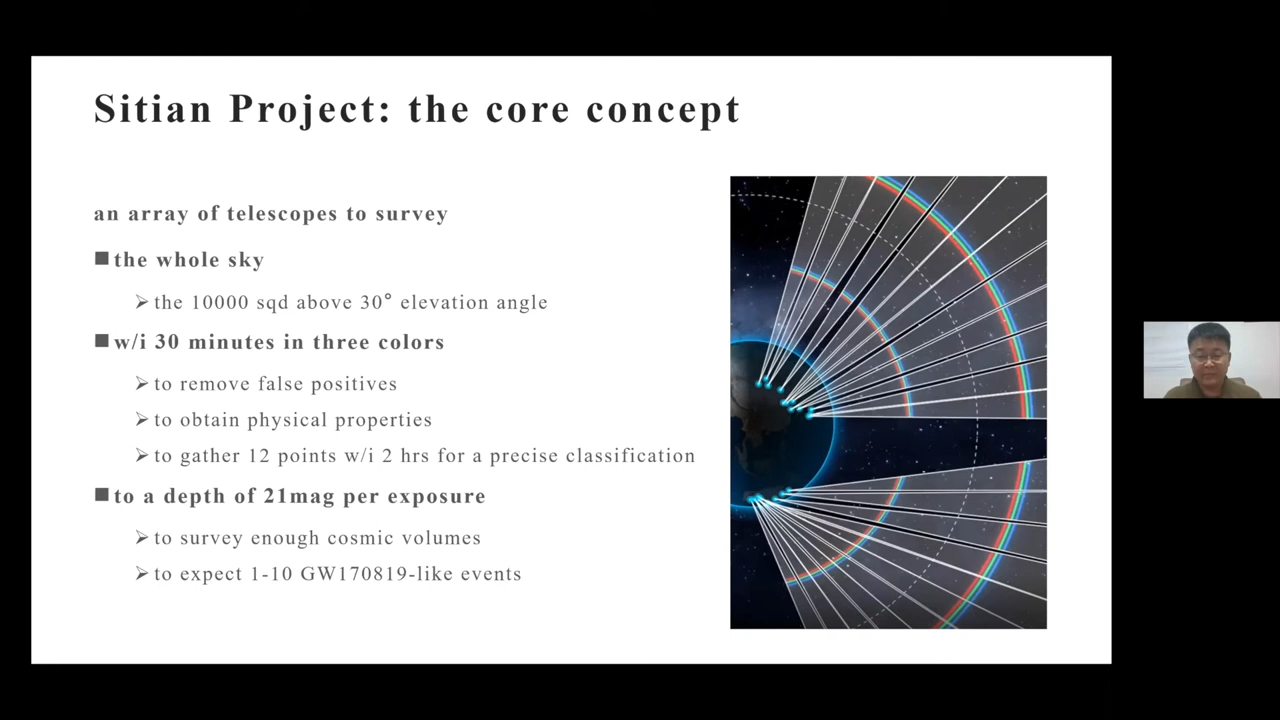 Sitian Project: the core concept
an array of telescopes to survey
■ the whole sky
➢ the 10000 sqd above 30° elevation angle
■ w/i 30 minutes in three colors
➢ to remove false positives
➢ to obtain physical properties
➢ to gather 12 points w/i 2 hrs for a precise classification
■ to a depth of 21mag per exposure
➢ to survey enough cosmic volumes
➢ to expect 1-10 GW170819-like events